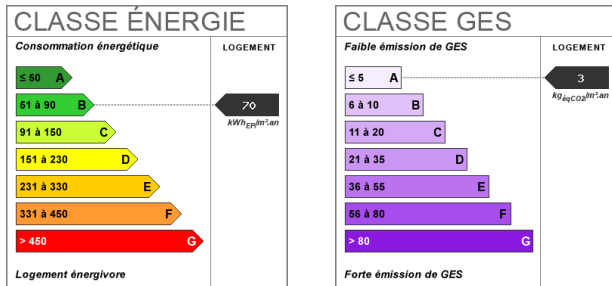 CLASSE ÉNERGIE
Consommation énergétique
LOGEMENT
≤ 50 A
51 à 90 B
70
kWhEP/m².an
91 à 150 C
151 à 230 D
231 à 330 E
331 à 450 F
> 450 G
Logement énergivore
CLASSE GES
Faible émission de GES
LOGEMENT
≤ 5 A
3
kgéqCO2/m².an
6 à 10 B
11 à 20 C
21 à 35 D
36 à 55 E
56 à 80 F
> 80 G
Forte émission de GES